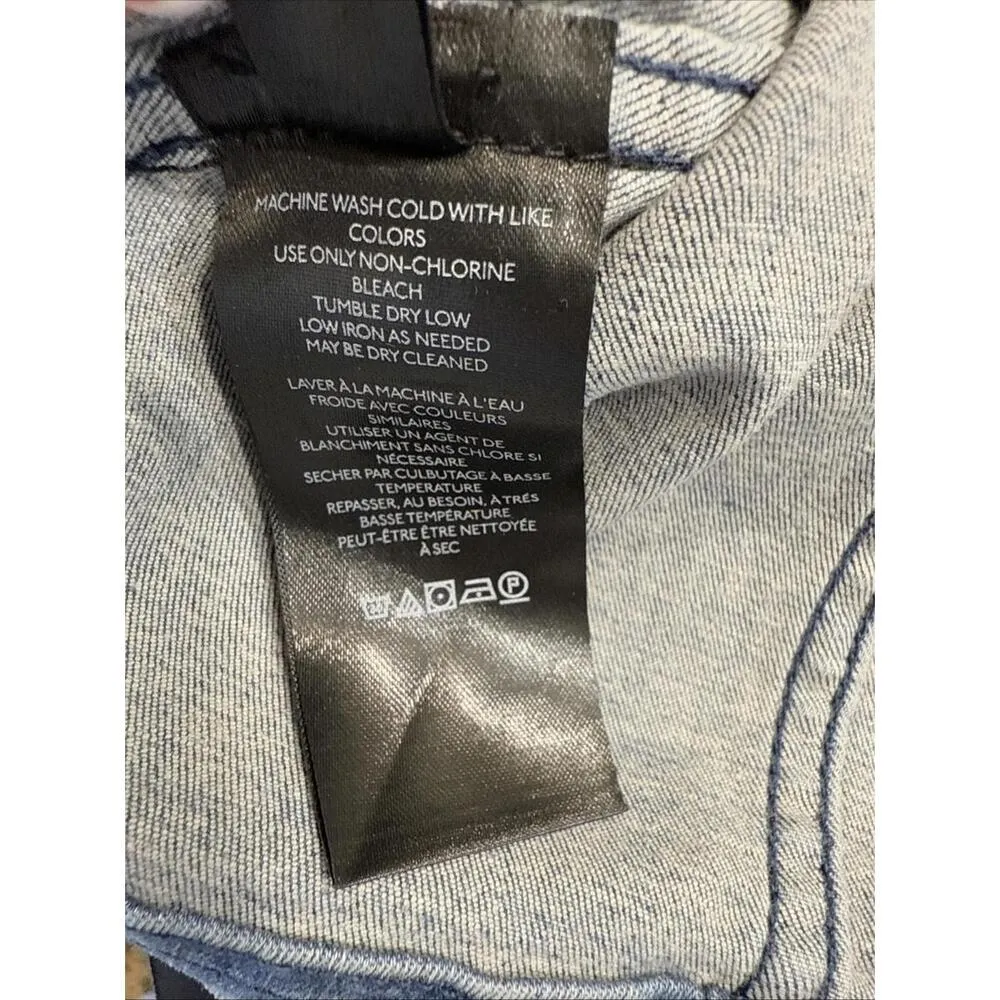 MACHINE WASH COLD WITH LIKE
COLORS
USE ONLY NON-CHLORINE
BLEACH
TUMBLE DRY LOW
LOW IRON AS NEEDED
MAY BE DRY CLEANED
LAVER À LA MACHINE À L'EAU
FROIDE AVEC COULEURS
SIMILAIRES
UTILISER UN AGENT DE
BLANCHIMENT SANS CHLORE SI
NÉCESSAIRE
SECHER PAR CULBUTAGE A BASSE
TEMPERATURE
REPASSER, AU BESOIN, À TRÉS
BASSE TEMPÉRATURE
PEUT-ÊTRE ÊTRE NETTOYÉE
À SEC
P